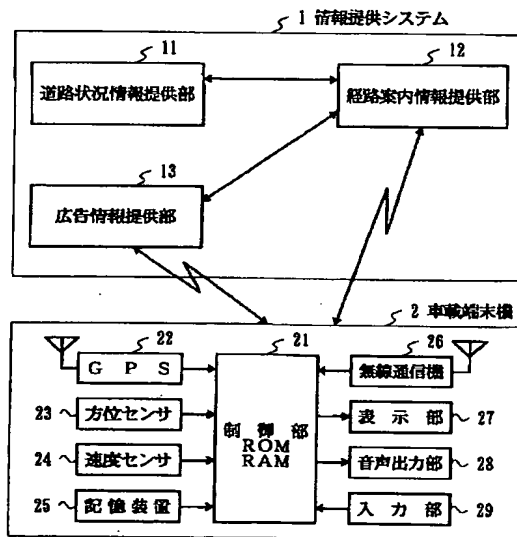 1 情報提供システム
11
12
道路状況情報提供部
経路案内情報提供部
13
広告情報提供部
2 車載端末機
22
21
26
GPS
無線通信機
23
方位センサ
制御部
ROM
RAM
表示部
27
24
速度センサ
音声出力部
28
25
記憶装置
入力部
29